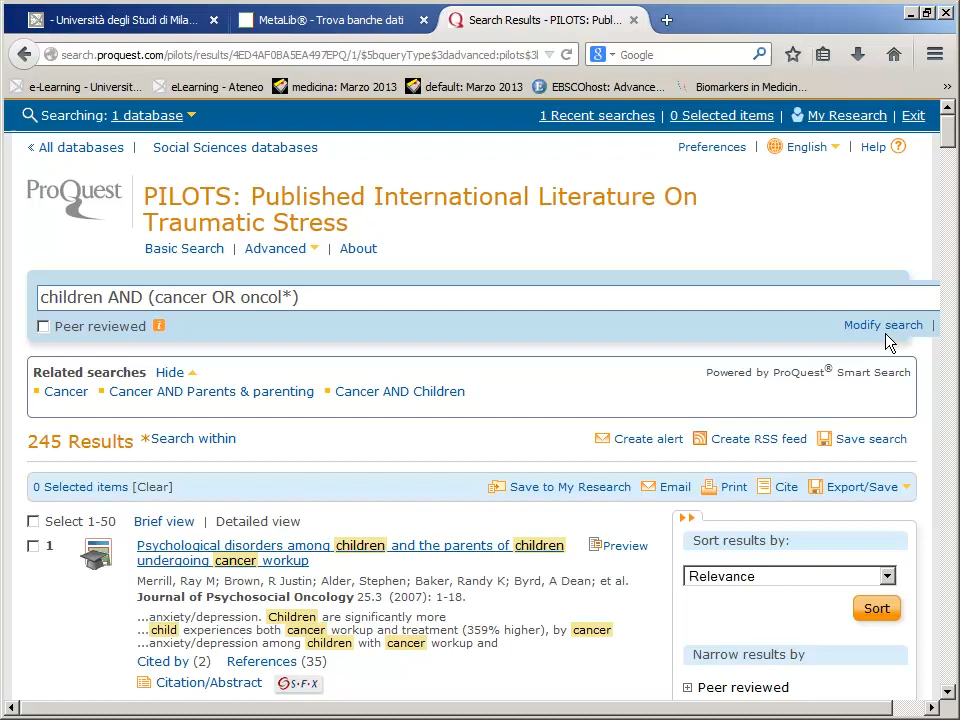 - Università degli Studi di Mila...
MetaLib® - Trova banche dati
Search Results - PILOTS: Publ...
search.proquest.com/pilots/results/4ED4AF0BA5EA497EPQ/1/$5bqueryType$3dadvanced:pilots$3l
Google
e-Learning - Universit...
eLearning - Ateneo
medicina: Marzo 2013
default: Marzo 2013
EBSCOhost: Advance...
Biomarkers in Medicin...
»
Searching: 1 database
1 Recent searches | 0 Selected items | My Research | Exit
« All databases | Social Sciences databases
Preferences | English | Help ?
ProQuest
PILOTS: Published International Literature On
Traumatic Stress
Basic Search | Advanced | About
children AND (cancer OR oncol*)
Peer reviewed i
Modify search |
Related searches Hide
Powered by ProQuest® Smart Search
Cancer Cancer AND Parents & parenting Cancer AND Children
245 Results *Search within
Create alert Create RSS feed Save search
0 Selected items [Clear]
Save to My Research Email Print Cite Export/Save
Select 1-50 Brief view | Detailed view
1
Psychological disorders among children and the parents of children
undergoing cancer workup
Preview
Merrill, Ray M; Brown, R Justin; Alder, Stephen; Baker, Randy K; Byrd, A Dean; et al.
Journal of Psychosocial Oncology 25.3 (2007): 1-18.
...anxiety/depression. Children are significantly more
...child experiences both cancer workup and treatment (359% higher), by cancer
...anxiety/depression among children with cancer workup and
Cited by (2) References (35)
Citation/Abstract S·F·X
Sort results by:
Relevance
Sort
Narrow results by
Peer reviewed